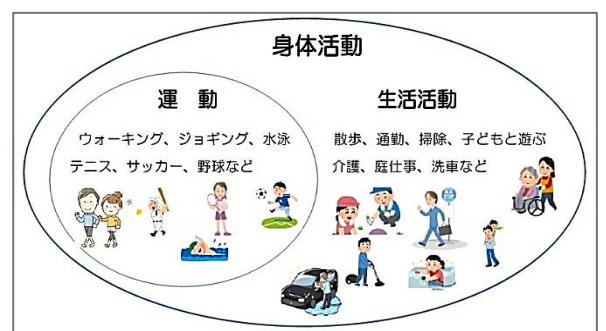 身体活動
運　動
ウォーキング、ジョギング、水泳
テニス、サッカー、野球など
生活活動
散歩、通勤、掃除、子どもと遊ぶ
介護、庭仕事、洗車など